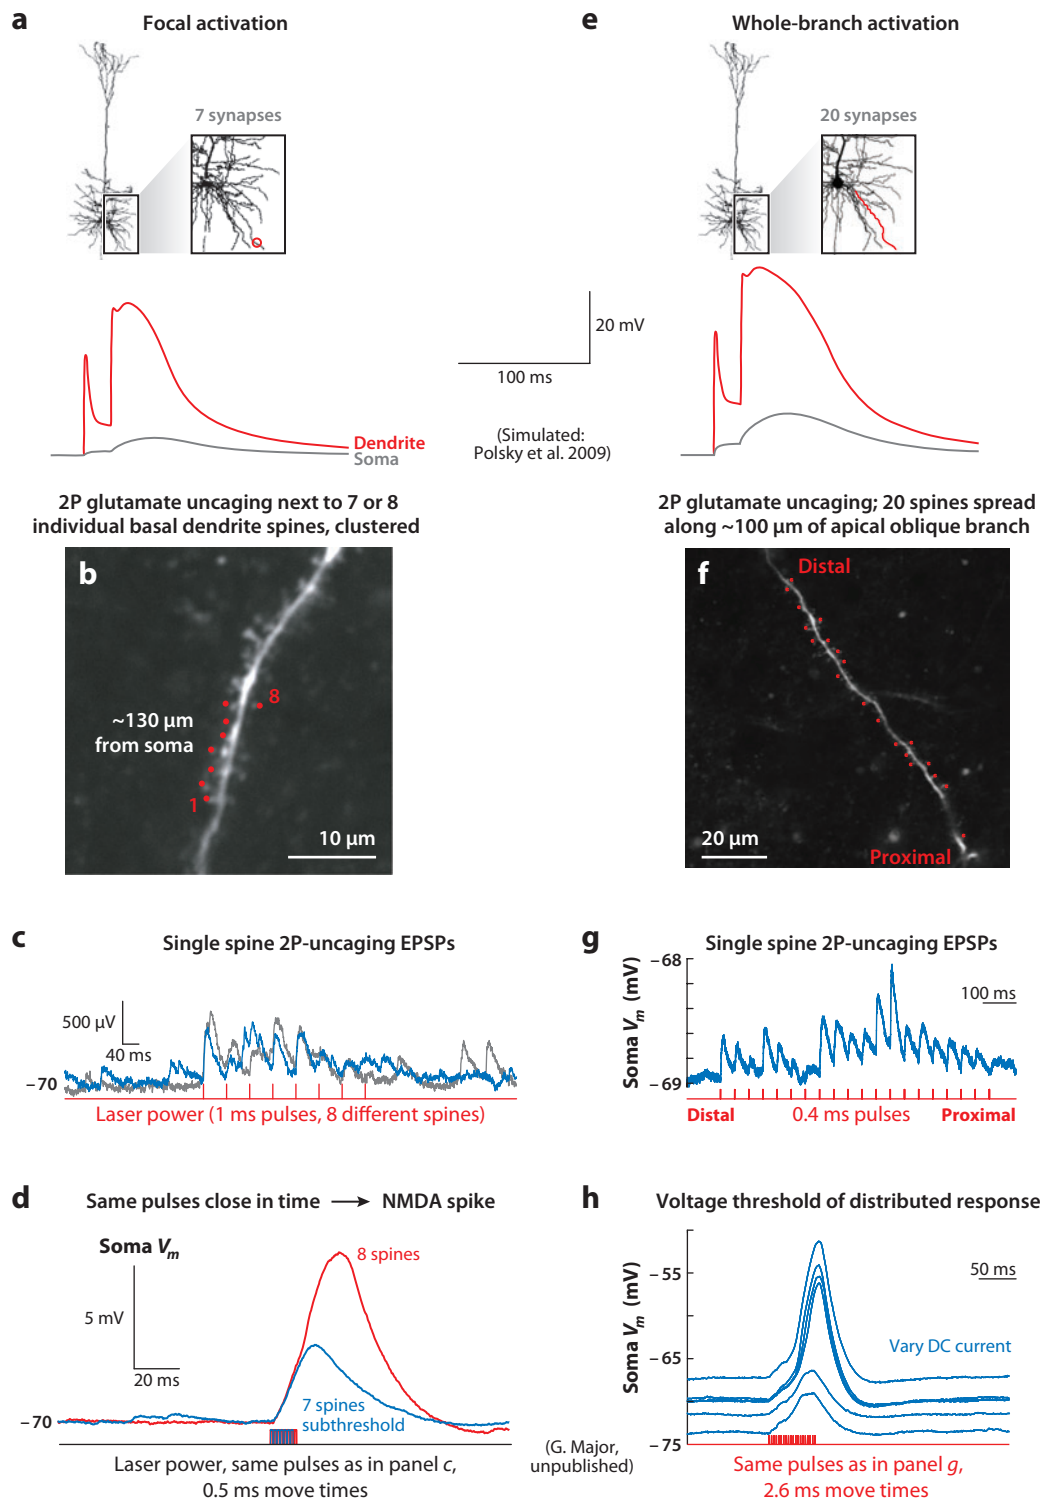 a
Focal activation
7 synapses
20 mV
100 ms
(Simulated:
Polsky et al. 2009)
Dendrite
Soma
2P glutamate uncaging next to 7 or 8
individual basal dendrite spines, clustered
b
8
~130 μm
from soma
1
10 μm
c
Single spine 2P-uncaging EPSPs
500 μV
40 ms
–70
Laser power (1 ms pulses, 8 different spines)
d
Same pulses close in time → NMDA spike
Soma Vm
8 spines
5 mV
20 ms
–70
7 spines
subthreshold
Laser power, same pulses as in panel c,
0.5 ms move times
(G. Major,
unpublished)
e
Whole-branch activation
20 synapses
2P glutamate uncaging; 20 spines spread
along ~100 μm of apical oblique branch
f
Distal
20 μm
Proximal
g
Single spine 2P-uncaging EPSPs
Soma Vm (mV)
–68
100 ms
–69
Distal 0.4 ms pulses Proximal
h
Voltage threshold of distributed response
Soma Vm (mV)
–55
50 ms
Vary DC current
–65
–75
Same pulses as in panel g,
2.6 ms move times